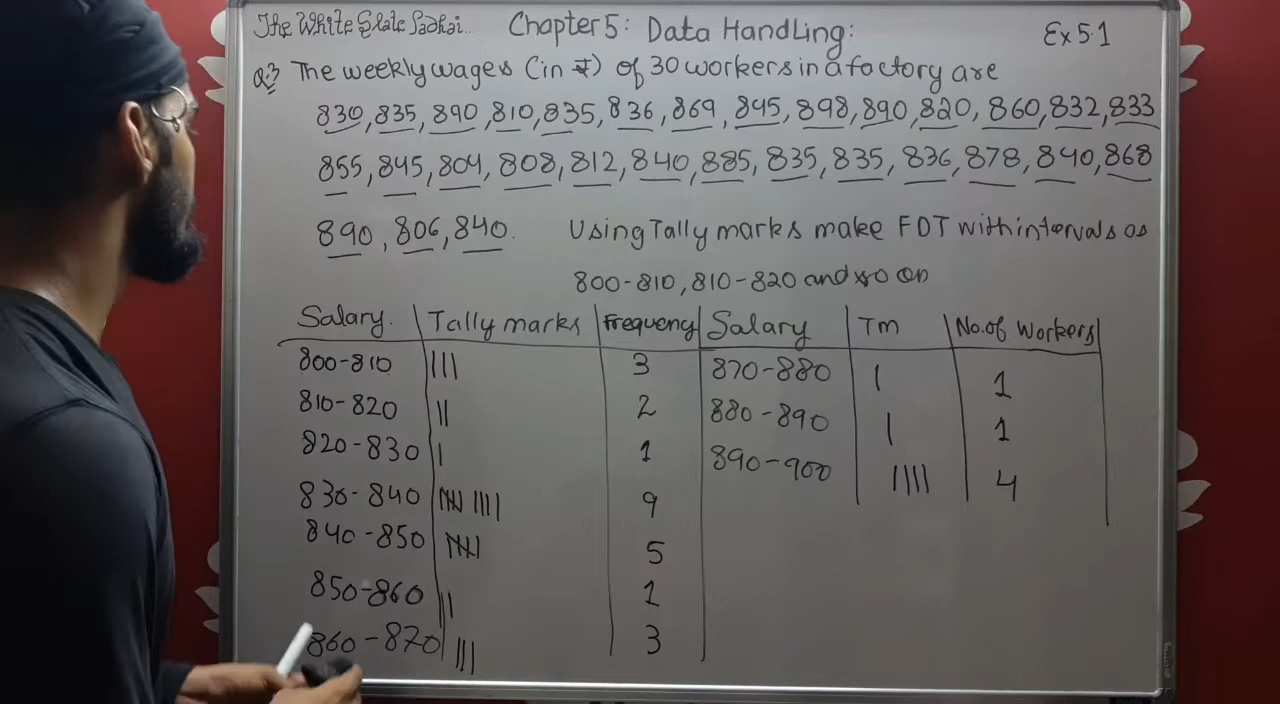 The White Slate Padhai... Chapter 5: Data Handling: Ex 5.1
Q.3 The weekly wages (in ₹) of 30 workers in a factory are
830, 835, 890, 810, 835, 836, 869, 845, 898, 890, 820, 860, 832, 833
855, 845, 804, 808, 812, 840, 885, 835, 835, 836, 878, 840, 868
890, 806, 840. Using Tally marks make FDT with intervals as
800-810, 810-820 and so on
Salary. Tally marks Frequency Salary Tm No. of Workers
800-810 ||| 3 870-880 | 1
810-820 || 2 880-890 | 1
820-830 | 1 890-900 |||| 4
830-840 |||| |||| 9
840-850 |||| 5
850-860 || 1
860-870 ||| 3